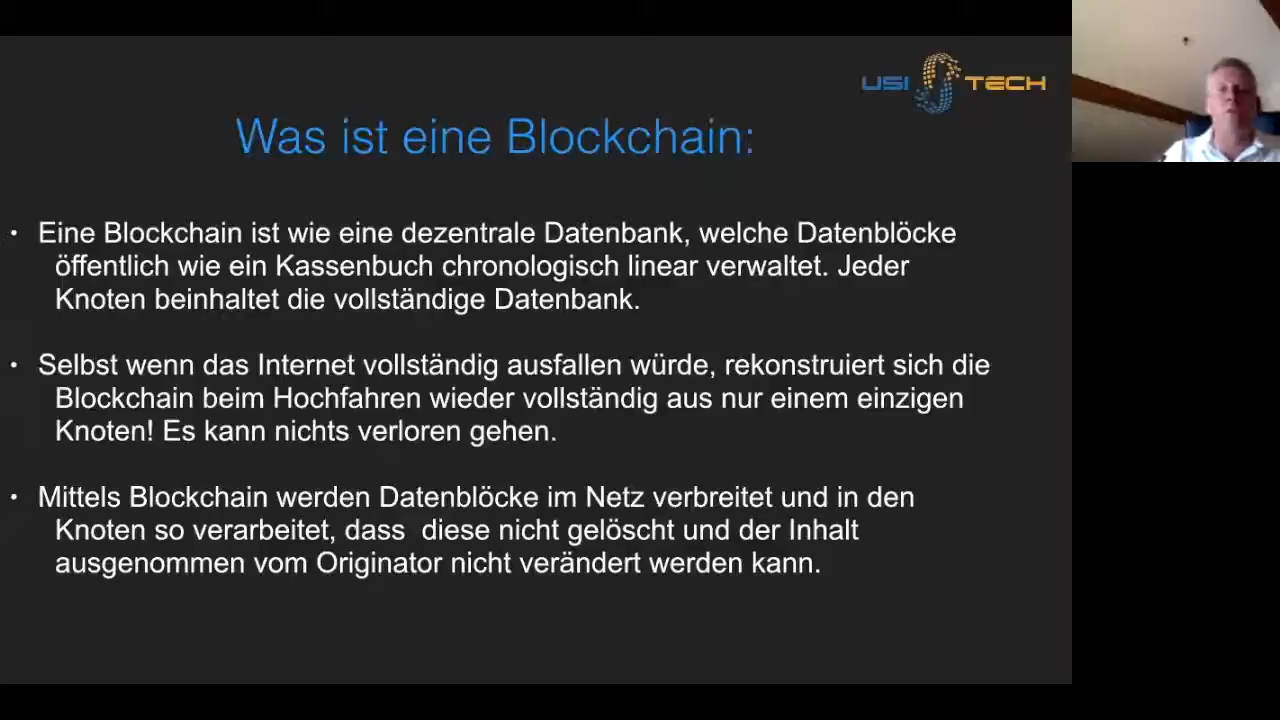 USI TECH
Was ist eine Blockchain:
• Eine Blockchain ist wie eine dezentrale Datenbank, welche Datenblöcke
öffentlich wie ein Kassenbuch chronologisch linear verwaltet. Jeder
Knoten beinhaltet die vollständige Datenbank.
• Selbst wenn das Internet vollständig ausfallen würde, rekonstruiert sich die
Blockchain beim Hochfahren wieder vollständig aus nur einem einzigen
Knoten! Es kann nichts verloren gehen.
• Mittels Blockchain werden Datenblöcke im Netz verbreitet und in den
Knoten so verarbeitet, dass  diese nicht gelöscht und der Inhalt
ausgenommen vom Originator nicht verändert werden kann.